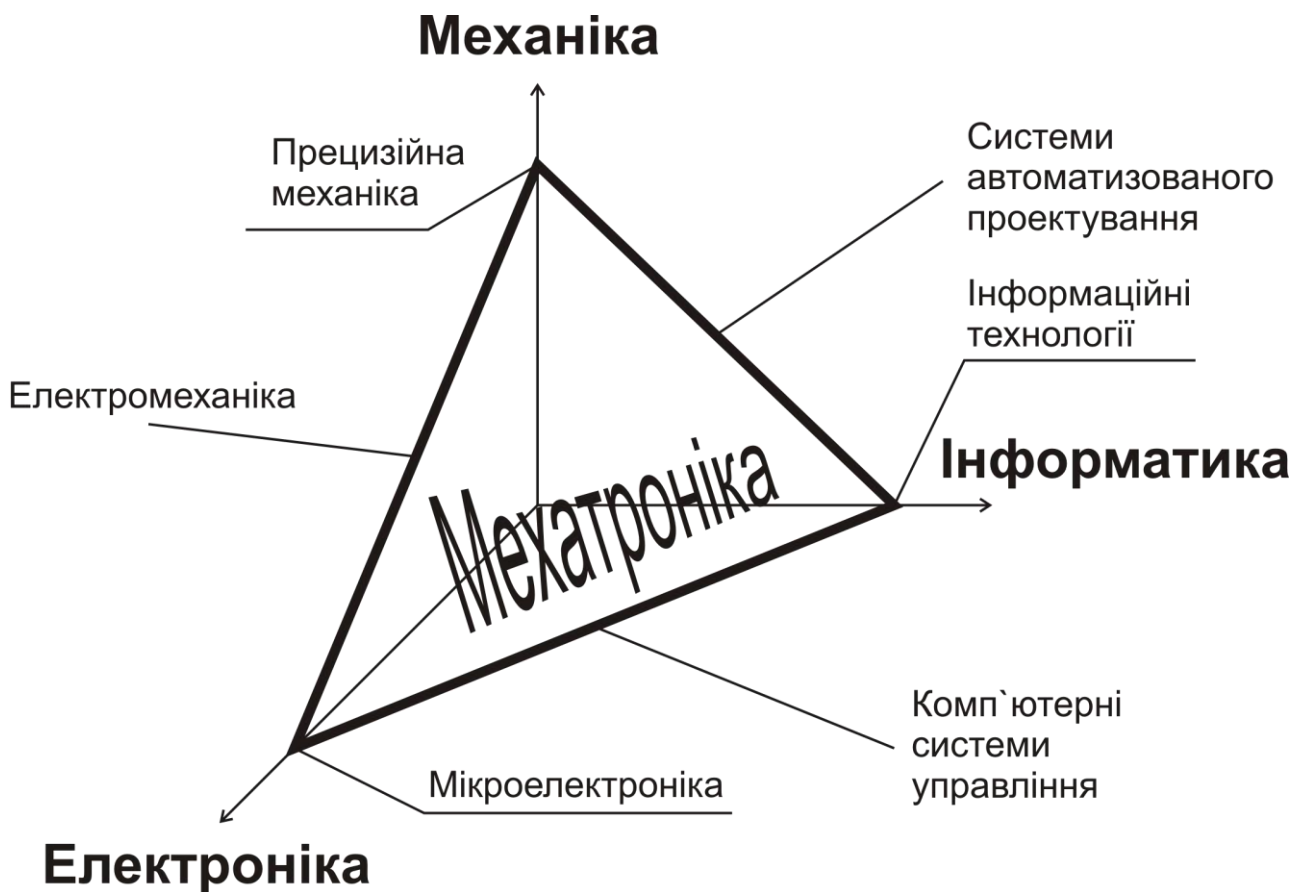 Механіка
Прецизійна
механіка
Системи
автоматизованого
проектування
Інформаційні
технології
Електромеханіка
Інформатика
Мехатроніка
Комп`ютерні
системи
управління
Мікроелектроніка
Електроніка